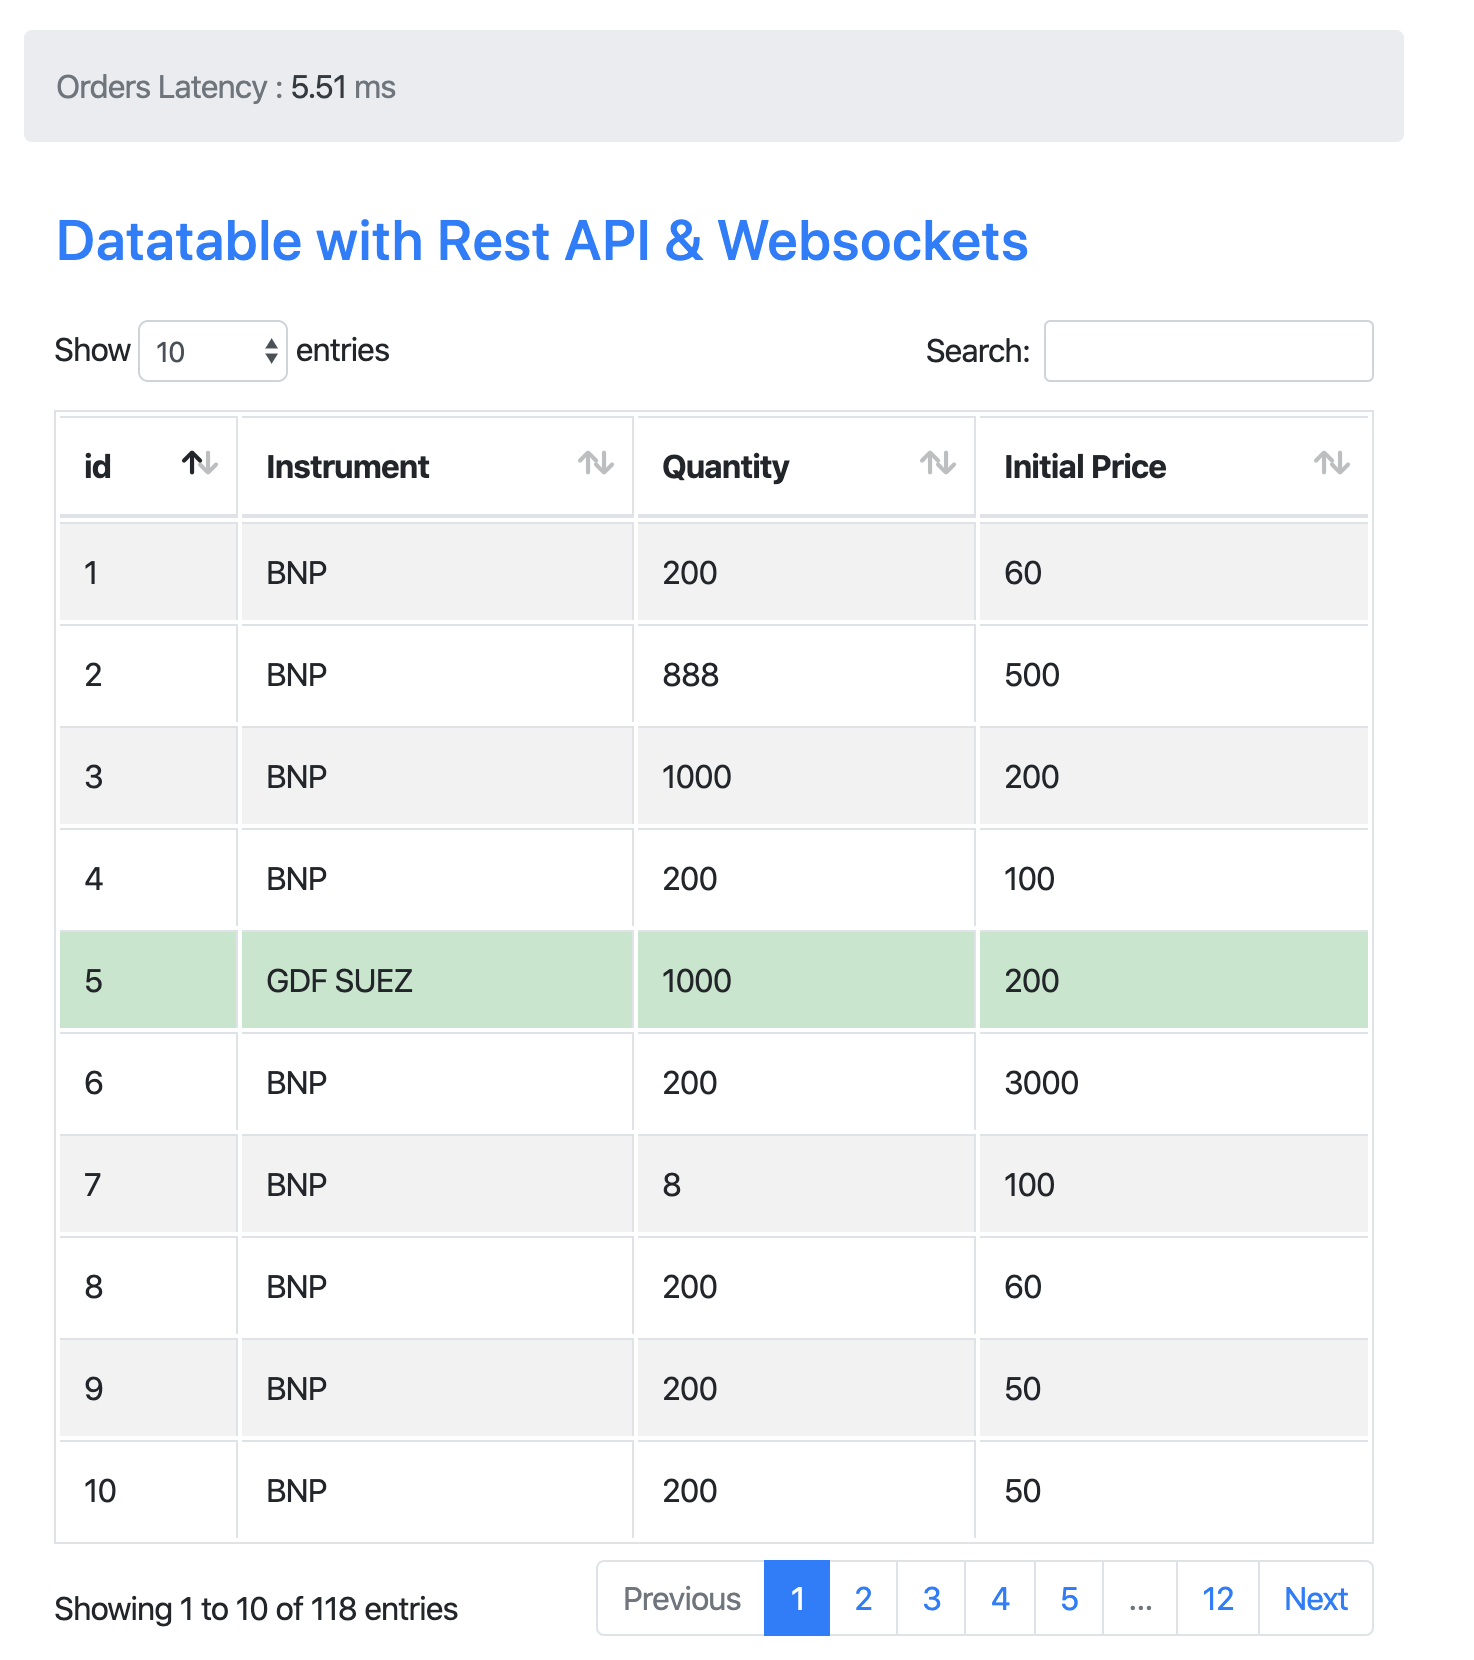 Orders Latency : 5.51 ms
Datatable with Rest API & Websockets
Show 10 entries Search:
id Instrument Quantity Initial Price
1 BNP 200 60
2 BNP 888 500
3 BNP 1000 200
4 BNP 200 100
5 GDF SUEZ 1000 200
6 BNP 200 3000
7 BNP 8 100
8 BNP 200 60
9 BNP 200 50
10 BNP 200 50
Showing 1 to 10 of 118 entries Previous 1 2 3 4 5 ... 12 Next